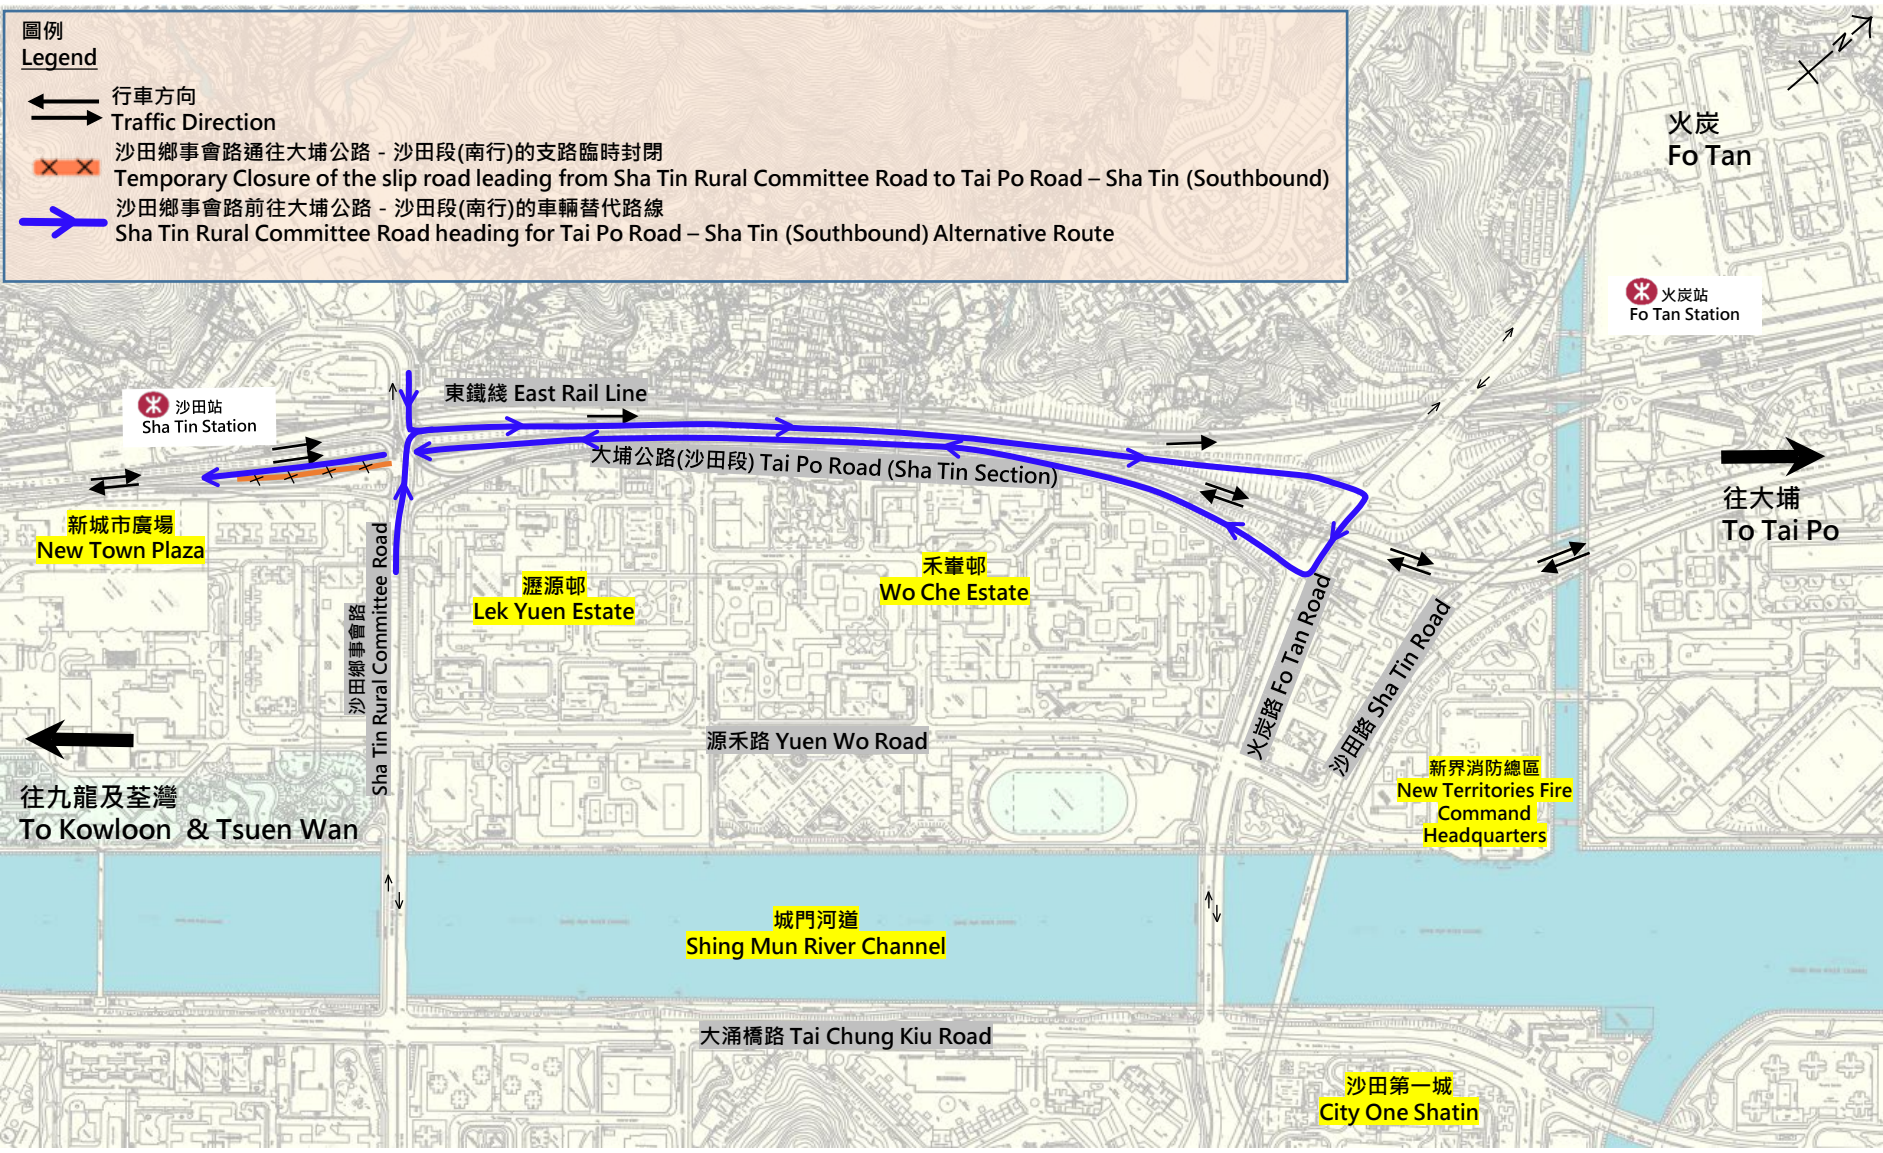 圖例
Legend
行車方向
Traffic Direction
沙田鄉事會路通往大埔公路 - 沙田段(南行)的支路臨時封閉
Temporary Closure of the slip road leading from Sha Tin Rural Committee Road to Tai Po Road – Sha Tin (Southbound)
沙田鄉事會路前往大埔公路 - 沙田段(南行)的車輛替代路線
Sha Tin Rural Committee Road heading for Tai Po Road – Sha Tin (Southbound) Alternative Route
N
火炭
Fo Tan
火炭站
Fo Tan Station
東鐵綫 East Rail Line
沙田站
Sha Tin Station
大埔公路(沙田段) Tai Po Road (Sha Tin Section)
往大埔
To Tai Po
新城市廣場
New Town Plaza
瀝源邨
Lek Yuen Estate
禾輋邨
Wo Che Estate
沙田鄉事會路
Sha Tin Rural Committee Road
火炭路 Fo Tan Road
沙田路 Sha Tin Road
源禾路 Yuen Wo Road
往九龍及荃灣
To Kowloon & Tsuen Wan
新界消防總區
New Territories Fire
Command
Headquarters
城門河道
Shing Mun River Channel
大涌橋路 Tai Chung Kiu Road
沙田第一城
City One Shatin